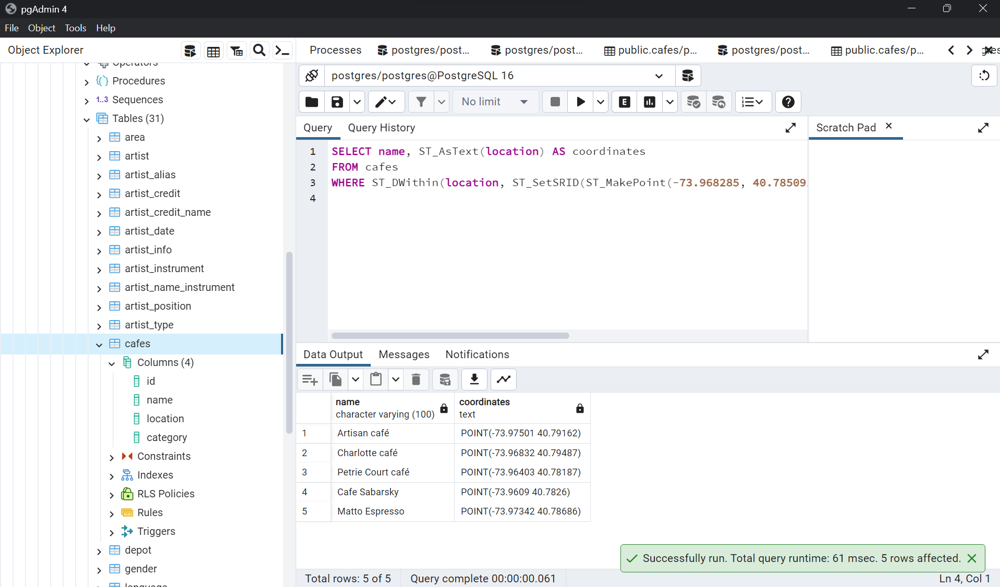 pgAdmin 4
File Object Tools Help
Object Explorer
Processes postgres/post... postgres/post... public.cafes/p... postgres/post... public.cafes/p...
Operators
Procedures
1..3 Sequences
Tables (31)
area
artist
artist_alias
artist_credit
artist_credit_name
artist_date
artist_info
artist_instrument
artist_name_instrument
artist_position
artist_type
cafes
Columns (4)
id
name
location
category
Constraints
Indexes
RLS Policies
Rules
Triggers
depot
gender
language
postgres/postgres@PostgreSQL 16
No limit
E
Query Query History
Scratch Pad
1 SELECT name, ST_AsText(location) AS coordinates
2 FROM cafes
3 WHERE ST_DWithin(location, ST_SetSRID(ST_MakePoint(-73.968285, 40.78509
4
Data Output Messages Notifications
name coordinates
character varying (100) text
1 Artisan café POINT(-73.97501 40.79162)
2 Charlotte café POINT(-73.96832 40.79487)
3 Petrie Court café POINT(-73.96403 40.78187)
4 Cafe Sabarsky POINT(-73.9609 40.7826)
5 Matto Espresso POINT(-73.97342 40.78686)
Successfully run. Total query runtime: 61 msec. 5 rows affected.
Total rows: 5 of 5 Query complete 00:00:00.061 Ln 4, Col 1